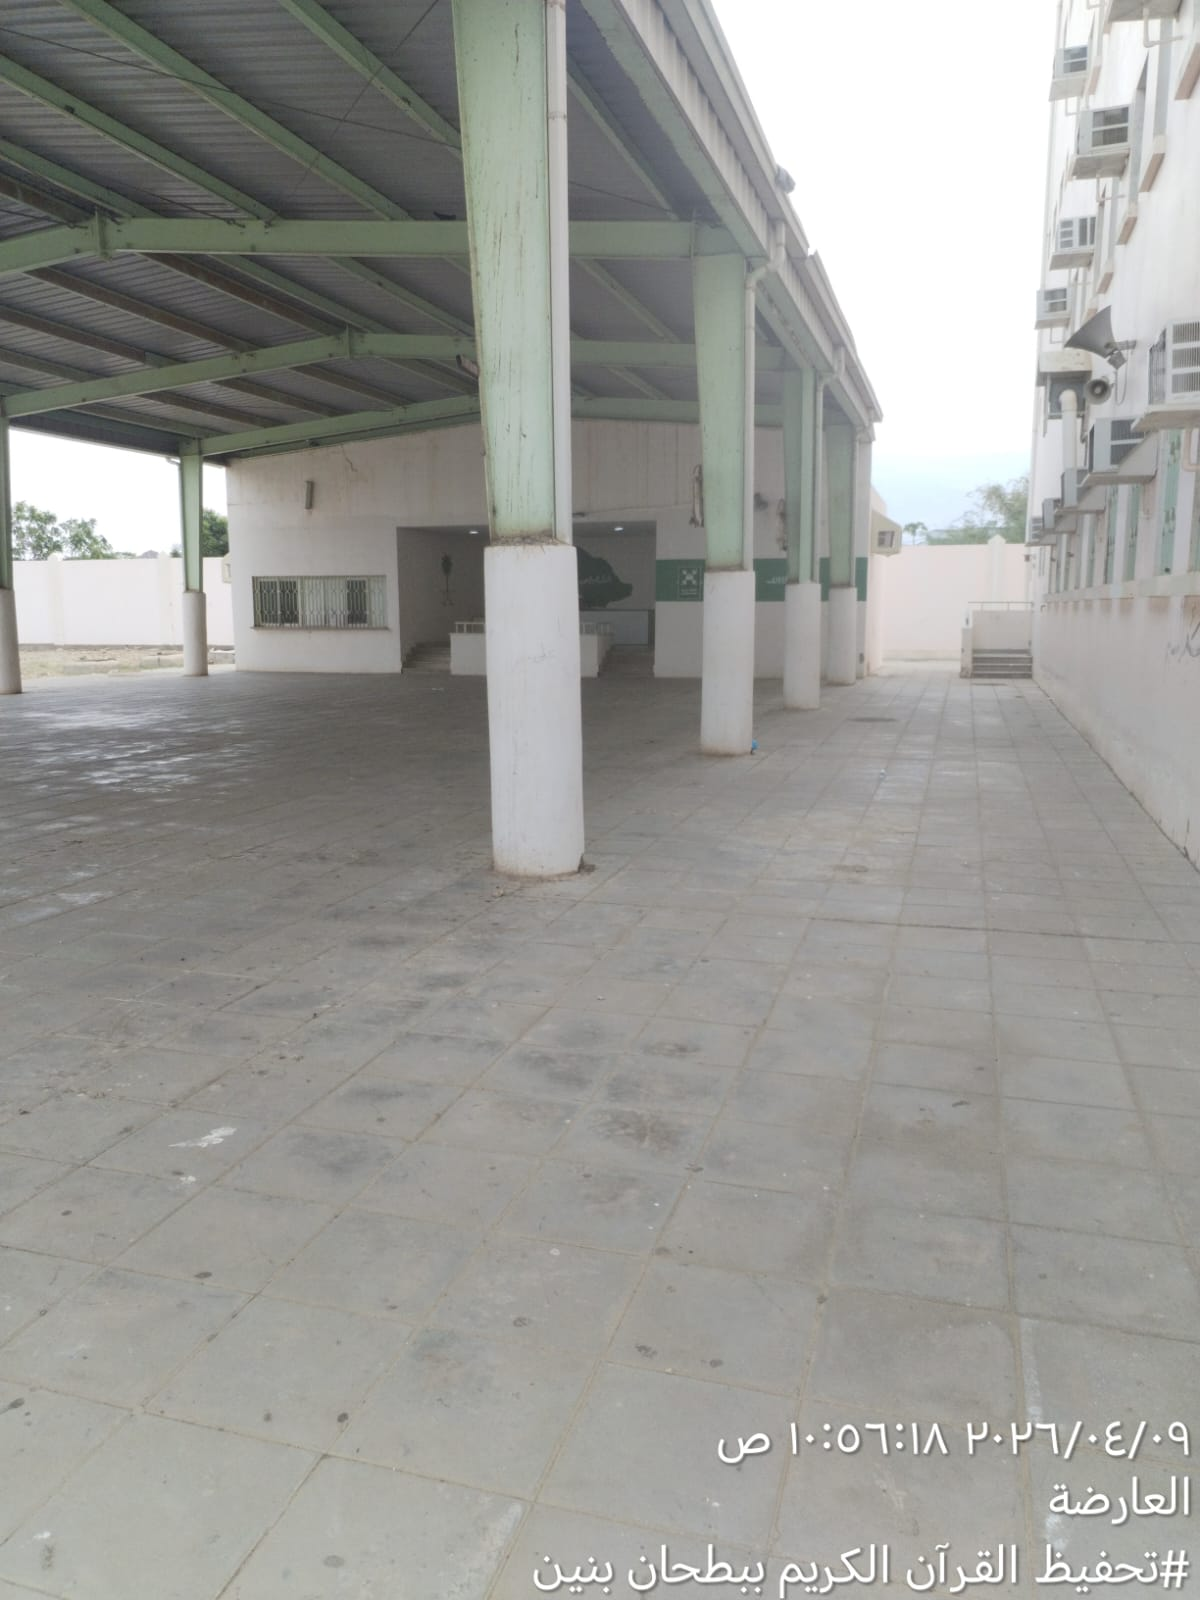 ٢٠٢٦/٠٤/٠٩ ١٠:٥٦:١٨ ص
العارضة
#تحفيظ القرآن الكريم ببطحان بنين